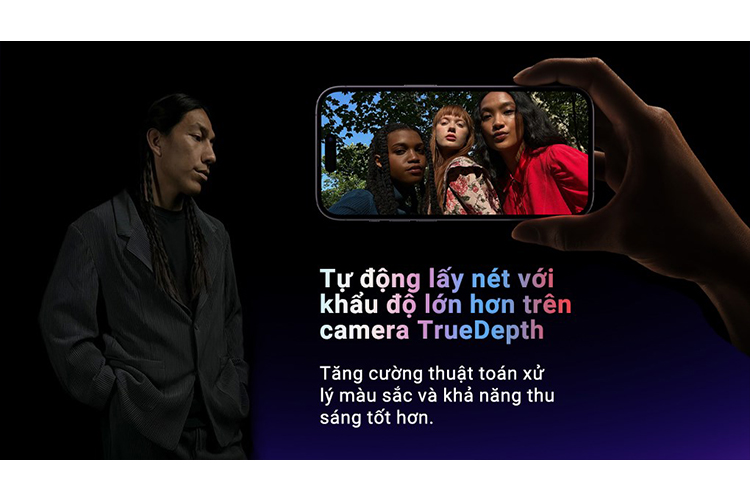 Tự động lấy nét với
khẩu độ lớn hơn trên
camera TrueDepth
Tăng cường thuật toán xử
lý màu sắc và khả năng thu
sáng tốt hơn.